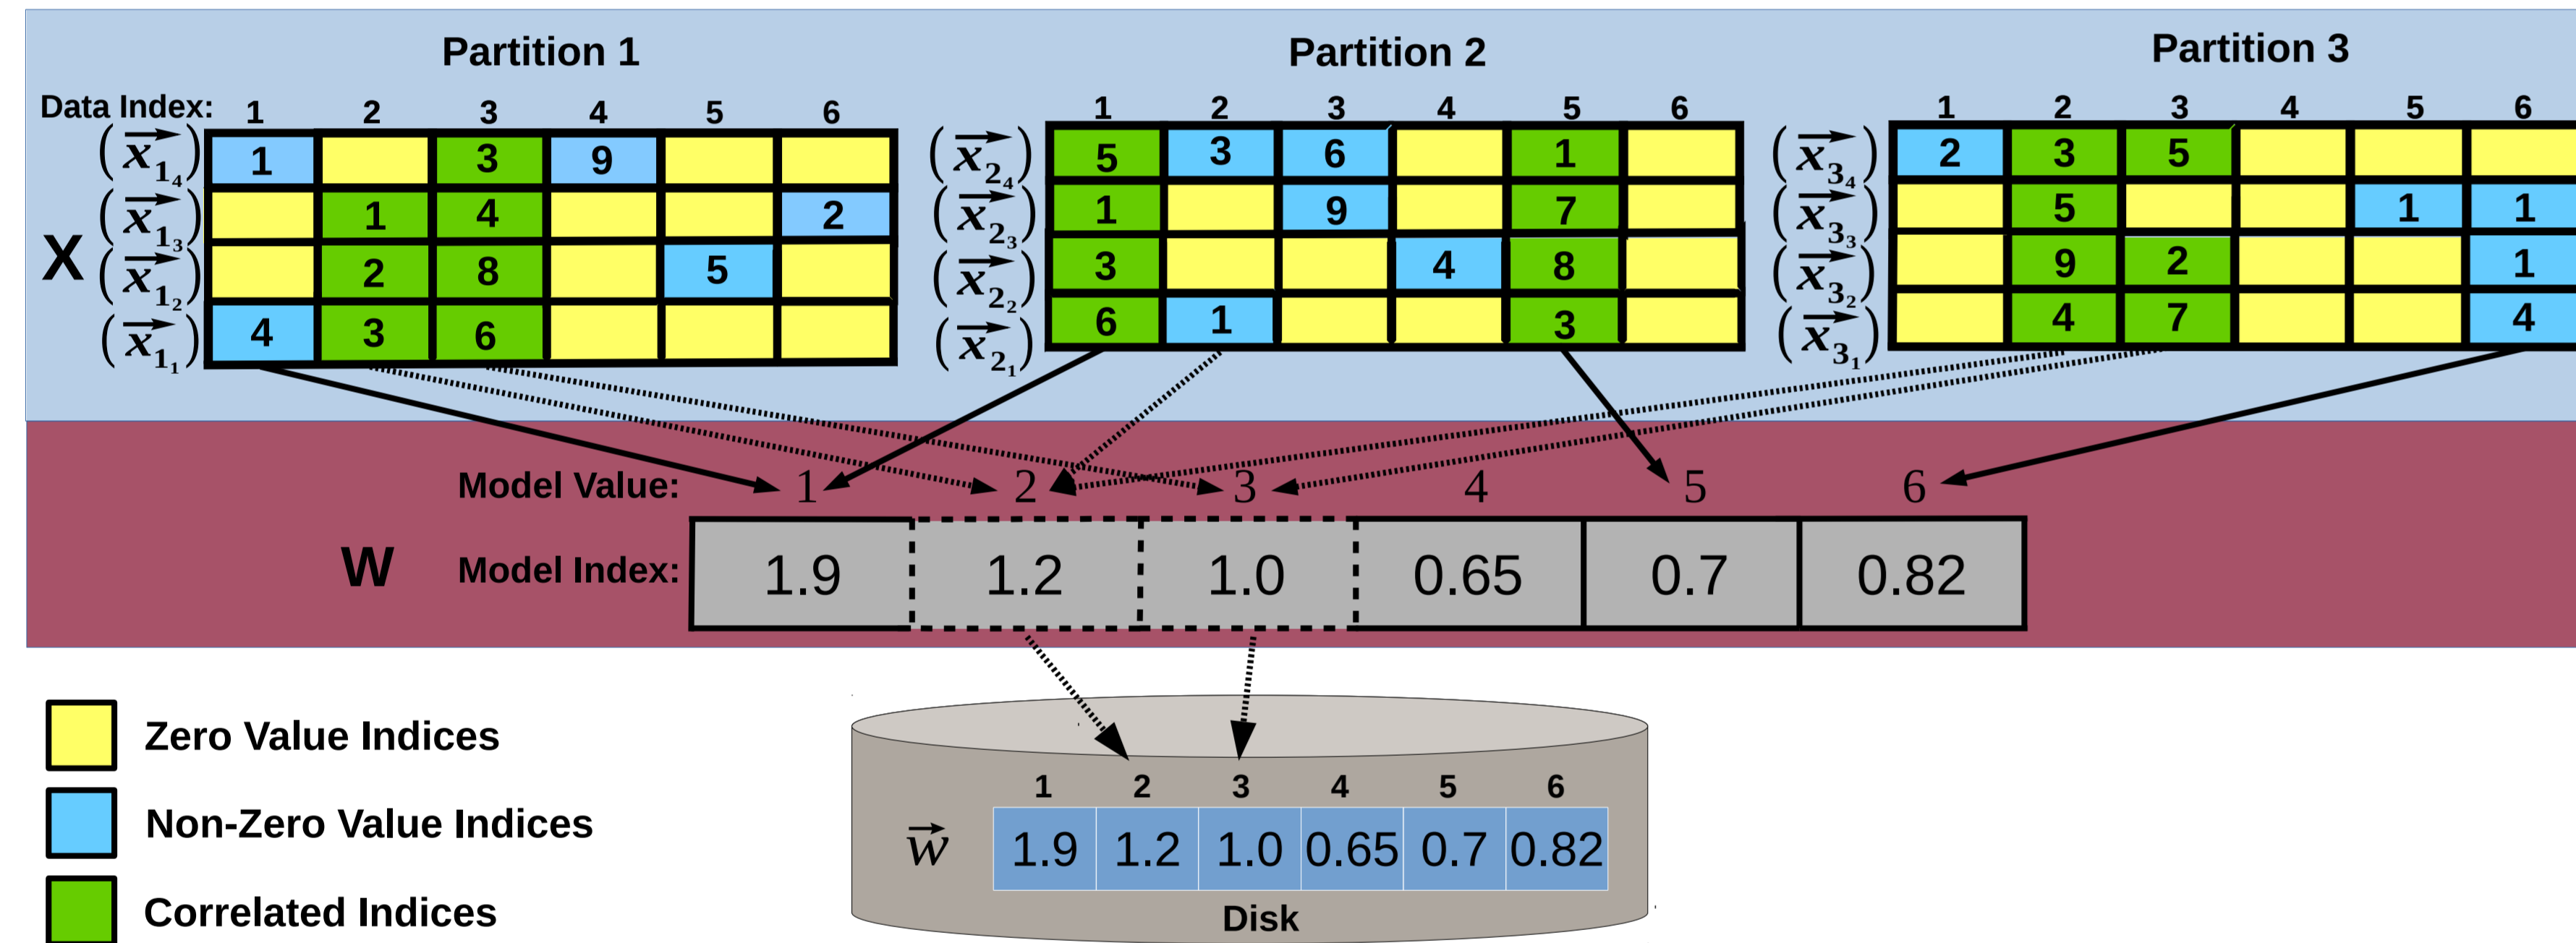 Partition 1 Partition 2 Partition 3
Data Index: 1 2 3 4 5 6 1 2 3 4 5 6 1 2 3 4 5 6
(x⃗₁₄) 1 3 9 (x⃗₂₄) 5 3 6 1 (x⃗₃₄) 2 3 5
(x⃗₁₃) 1 4 2 (x⃗₂₃) 1 9 7 (x⃗₃₃) 5 1 1
X (x⃗₁₂) 2 8 5 (x⃗₂₂) 3 4 8 (x⃗₃₂) 9 2 1
(x⃗₁₁) 4 3 6 (x⃗₂₁) 6 1 3 (x⃗₃₁) 4 7 4
Model Value: 1 2 3 4 5 6
W Model Index: 1.9 1.2 1.0 0.65 0.7 0.82
Zero Value Indices
Non-Zero Value Indices
Correlated Indices
1 2 3 4 5 6
w⃗ 1.9 1.2 1.0 0.65 0.7 0.82
Disk